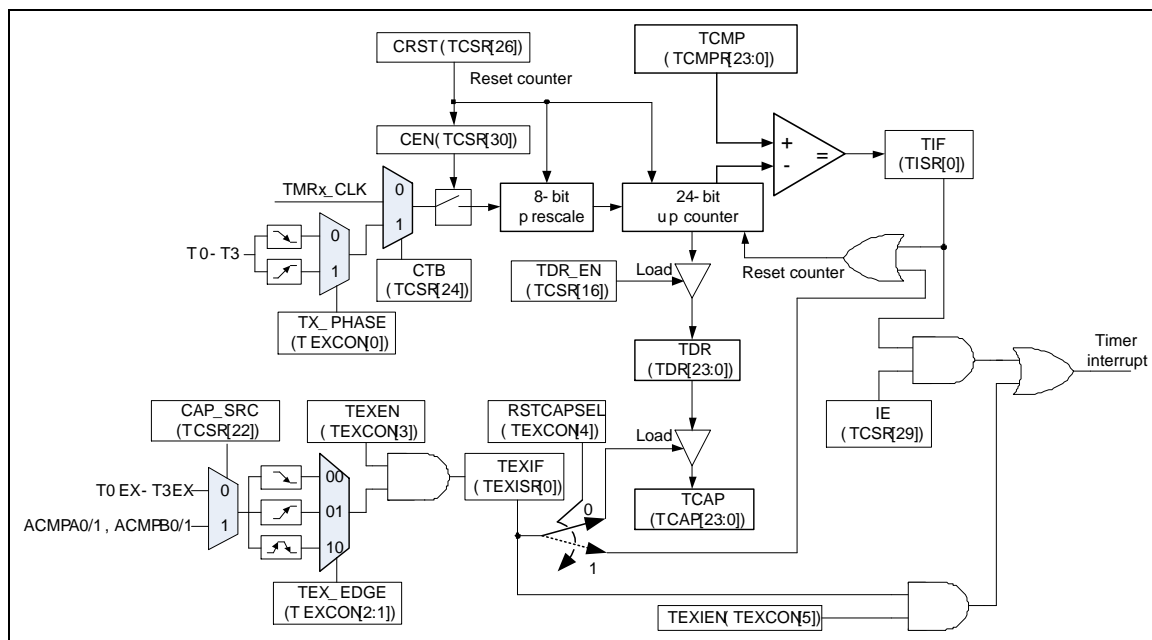 CRST(TCSR[26])
Reset counter
TCMP
(TCMPR[23:0])
CEN(TCSR[30])
+
-
=
TIF
(TISR[0])
TMRx_CLK
0
1
8-bit
prescale
24-bit
up counter
T0-T3
0
1
CTB
(TCSR[24])
TDR_EN
(TCSR[16])
Load
Reset counter
TX_PHASE
(TEXCON[0])
TDR
(TDR[23:0])
Timer
interrupt
IE
(TCSR[29])
CAP_SRC
(TCSR[22])
TEXEN
(TEXCON[3])
RSTCAPSEL
(TEXCON[4])
Load
TEXIF
(TEXISR[0])
T0EX-T3EX
0
ACMPA0/1, ACMPB0/1
1
00
01
10
0
1
TCAP
(TCAP[23:0])
TEX_EDGE
(TEXCON[2:1])
TEXIEN(TEXCON[5])